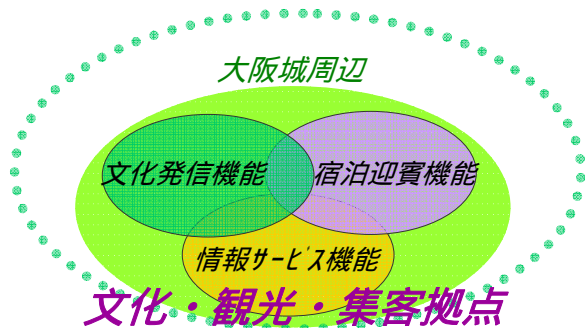 大阪城周辺
文化発信機能
宿泊迎賓機能
情報サービス機能
文化・観光・集客拠点